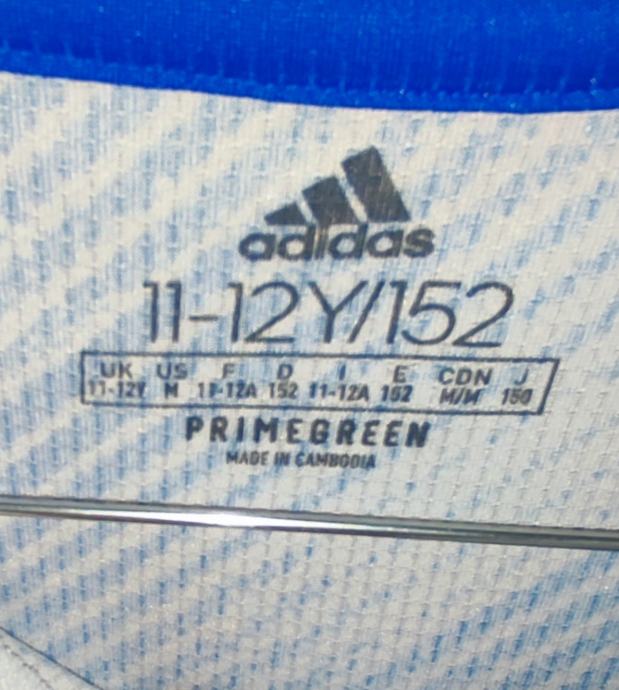 adidas
11-12Y/152
UK US F D I E CDN J
11-12Y M 11-12A 152 11-12A 152 M/M 150
PRIMEGREEN
MADE IN CAMBODIA